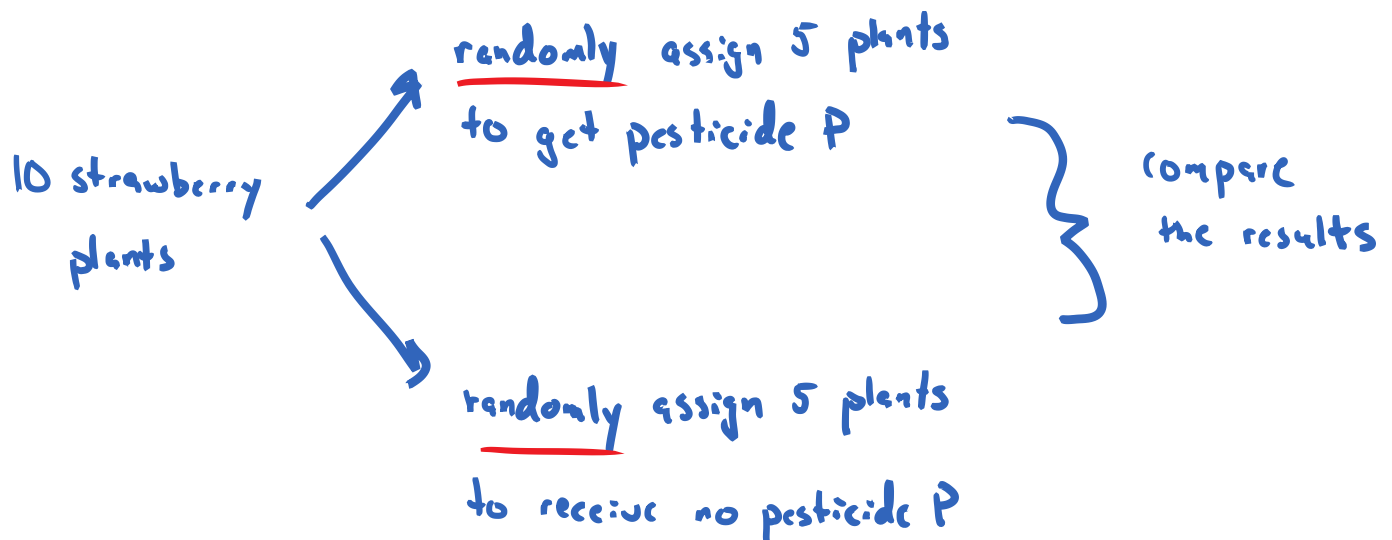 10 strawberry
plants
randomly assign 5 plants
to get pesticide P
randomly assign 5 plants
to receive no pesticide P
compare
the results